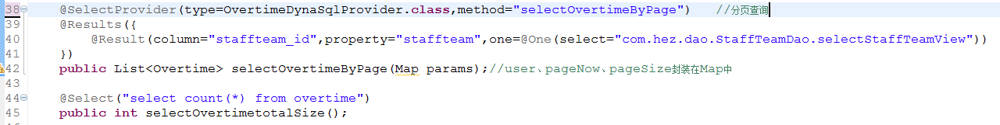 38 @SelectProvider(type=OvertimeDynaSqlProvider.class,method="selectOvertimeByPage") //分页查询
39 @Results({
40 @Result(column="staffteam_id",property="staffteam",one=@One(select="com.hez.dao.StaffTeamDao.selectStaffTeamView"))
41 })
42 public List<Overtime> selectOvertimeByPage(Map params);//user、pageNow、pageSize封装在Map中
43
44 @Select("select count(*) from overtime")
45 public int selectOvertimetotalSize();